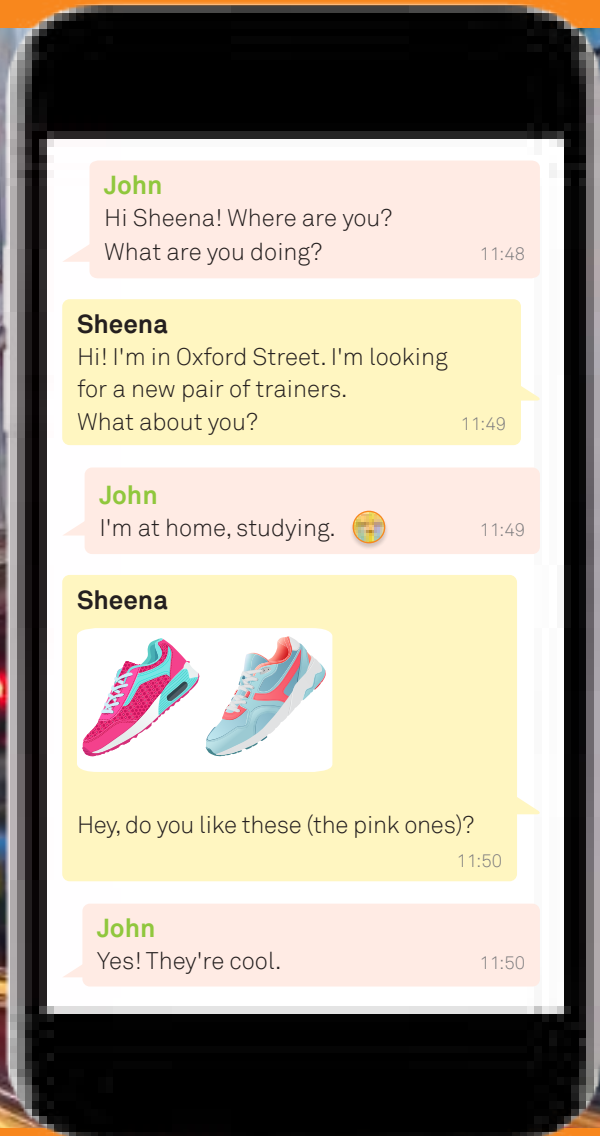 John
Hi Sheena! Where are you?
What are you doing?
11:48
Sheena
Hi! I'm in Oxford Street. I'm looking
for a new pair of trainers.
What about you?
11:49
John
I'm at home, studying.
11:49
Sheena
Hey, do you like these (the pink ones)?
11:50
John
Yes! They're cool.
11:50